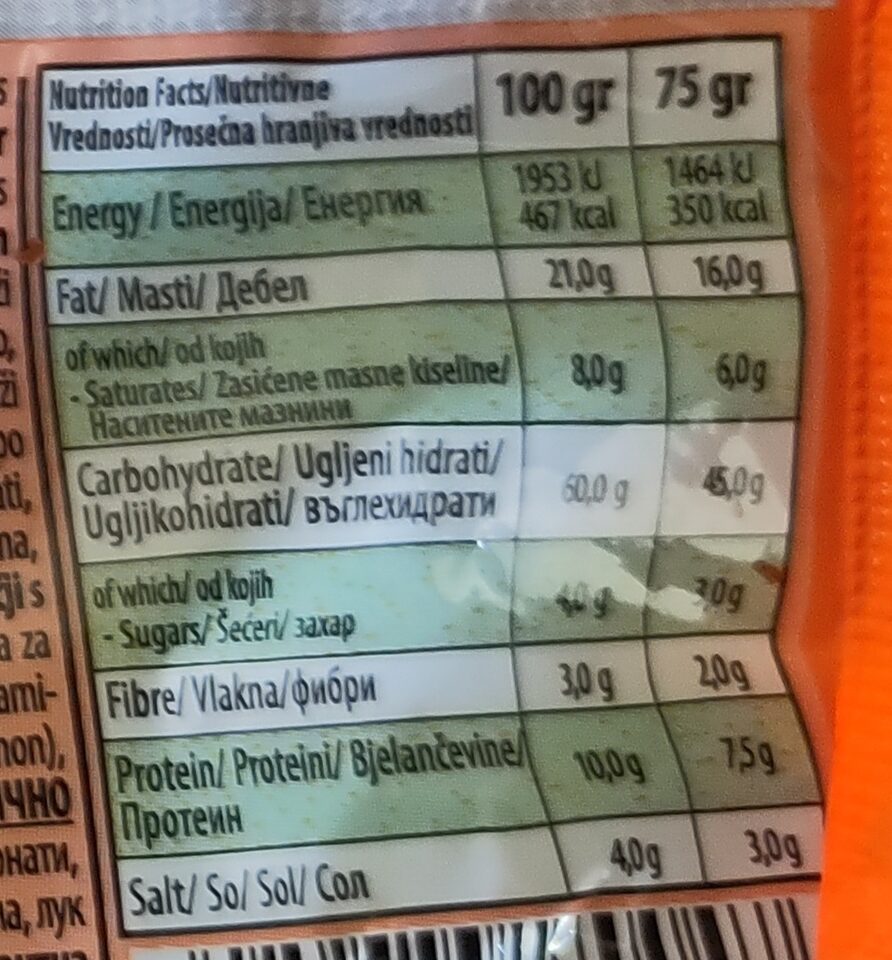 Nutrition Facts/Nutritivne
Vrednosti/Prosečna hranjiva vrednosti
100 gr 75 gr
Energy / Energija/ Енергия
1953 kJ 1464 kJ
467 kcal 350 kcal
Fat/ Masti/ Дебел 21,0g 16,0g
of which/ od kojih
- Saturates/ Zasićene masne kiseline/ 8,0g 6,0g
Наситените мазнини
Carbohydrate/ Ugljeni hidrati/
Ugljikohidrati/ въглехидрати 60,0 g 45,0g
of which/ od kojih
- Sugars/ Šećeri/ захар 4,0 g 3,0g
Fibre/ Vlakna/фибри 3,0 g 2,0g
Protein/ Proteini/ Bjelančevine/ 10,0g 7,5g
Протеин
Salt/ So/ Sol/ Сол 4,0g 3,0g